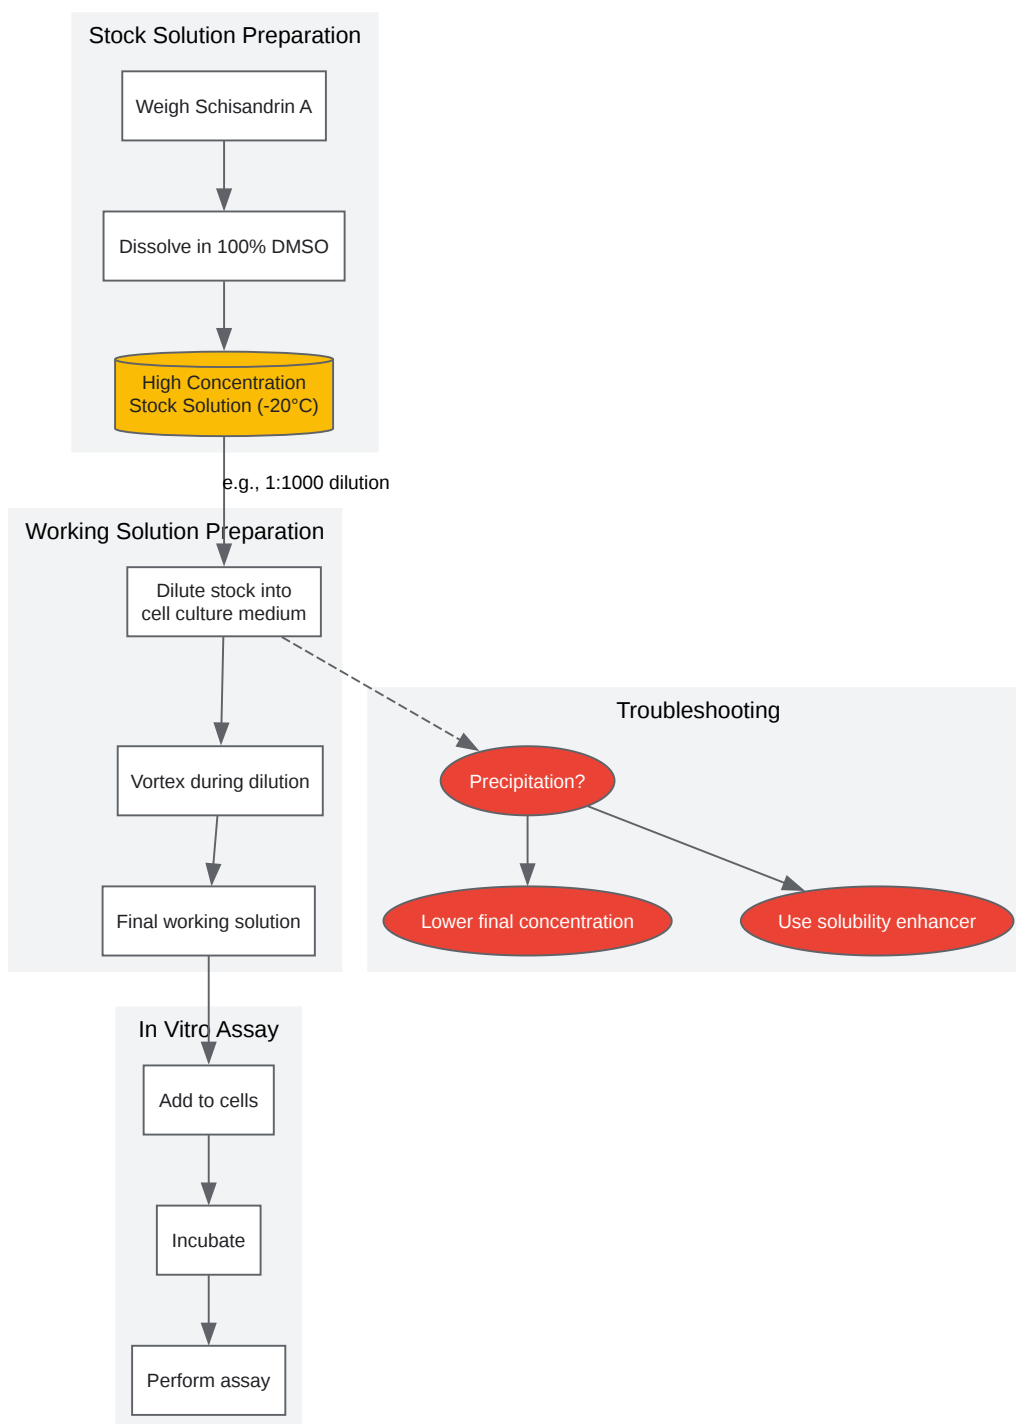 Stock Solution Preparation
Weigh Schisandrin A
Dissolve in 100% DMSO
High Concentration
Stock Solution (-20°C)
e.g., 1:1000 dilution
Working Solution Preparation
Dilute stock into
cell culture medium
Vortex during dilution
Final working solution
Troubleshooting
Precipitation?
Lower final concentration
Use solubility enhancer
In Vitro Assay
Add to cells
Incubate
Perform assay